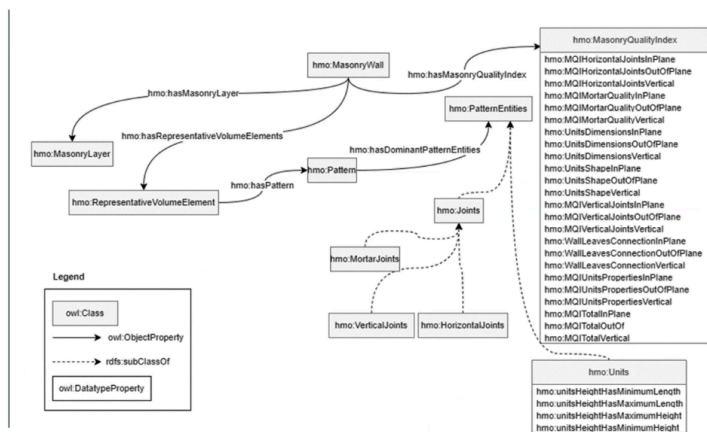 hmo:MasonryQualityIndex
hmo:MQIHorizontalJointsInPlane
hmo:MQIHorizontalJointsOutOfPlane
hmo:MQIHorizontalJointsVertical
hmo:MQIMortarQualityInPlane
hmo:MQIMortarQualityOutOfPlane
hmo:MQIMortarQualityVertical
hmo:UnitsDimensionsInPlane
hmo:UnitsDimensionsOutOfPlane
hmo:UnitsDimensionsVertical
hmo:UnitsShapeInPlane
hmo:UnitsShapeOutOfPlane
hmo:UnitsShapeVertical
hmo:MQIVerticalJointsInPlane
hmo:MQIVerticalJointsOutOfPlane
hmo:MQIVerticalJointsVertical
hmo:WallLeavesConnectionInPlane
hmo:WallLeavesConnectionOutOfPlane
hmo:WallLeavesConnectionVertical
hmo:MQIUnitsPropertiesInPlane
hmo:MQIUnitsPropertiesOutOfPlane
hmo:MQIUnitsPropertiesVertical
hmo:MQITotalInPlane
hmo:MQITotalOutOf
hmo:MQITotalVertical
hmo:MasonryWall
hmo:hasMasonryQualityIndex
hmo:hasMasonryLayer
hmo:PatternEntities
hmo:hasRepresentativeVolumeElements
hmo:MasonryLayer
hmo:hasDominantPatternEntities
hmo:Pattern
hmo:hasPattern
hmo:RepresentativeVolumeElement
hmo:Joints
hmo:MortarJoints
hmo:VerticalJoints
hmo:HorizontalJoints
Legend
owl:Class
owl:ObjectProperty
rdfs:subClassOf
owl:DatatypeProperty
hmo:Units
hmo:unitsHeightHasMinimumLength
hmo:unitsHeightHasMaximumLength
hmo:unitsHeightHasMaximumHeight
hmo:unitsHeightHasMinimumHeight